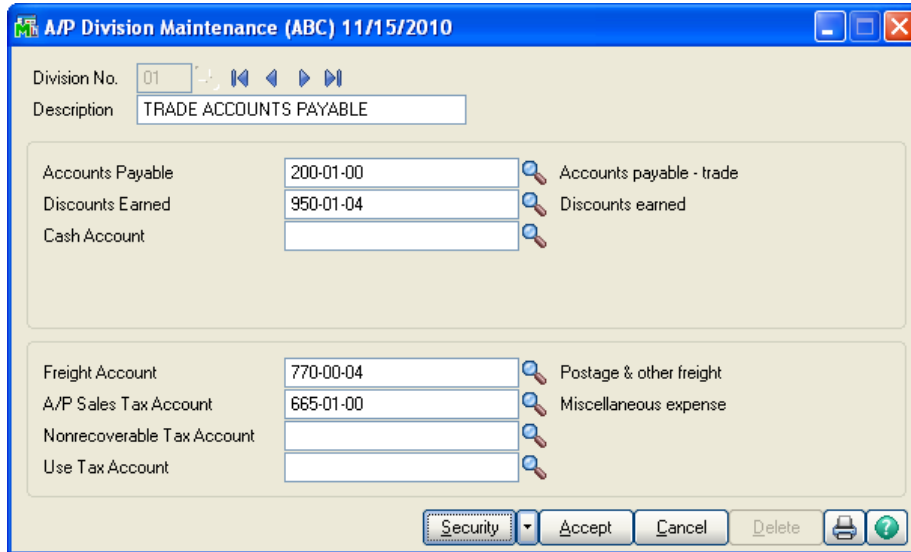 A/P Division Maintenance (ABC) 11/15/2010
Division No. 01
Description TRADE ACCOUNTS PAYABLE
Accounts Payable 200-01-00 Accounts payable - trade
Discounts Earned 950-01-04 Discounts earned
Cash Account
Freight Account 770-00-04 Postage & other freight
A/P Sales Tax Account 665-01-00 Miscellaneous expense
Nonrecoverable Tax Account
Use Tax Account
Security Accept Cancel Delete ?